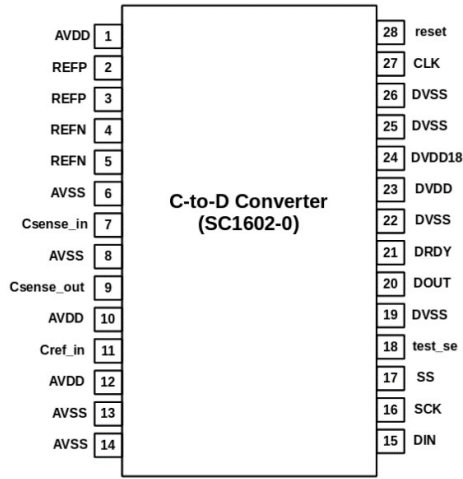 AVDD 1
REFP 2
REFP 3
REFN 4
REFN 5
AVSS 6
Csense_in 7
AVSS 8
Csense_out 9
AVDD 10
Cref_in 11
AVDD 12
AVSS 13
AVSS 14
C-to-D Converter
(SC1602-0)
28 reset
27 CLK
26 DVSS
25 DVSS
24 DVDD18
23 DVDD
22 DVSS
21 DRDY
20 DOUT
19 DVSS
18 test_se
17 SS
16 SCK
15 DIN